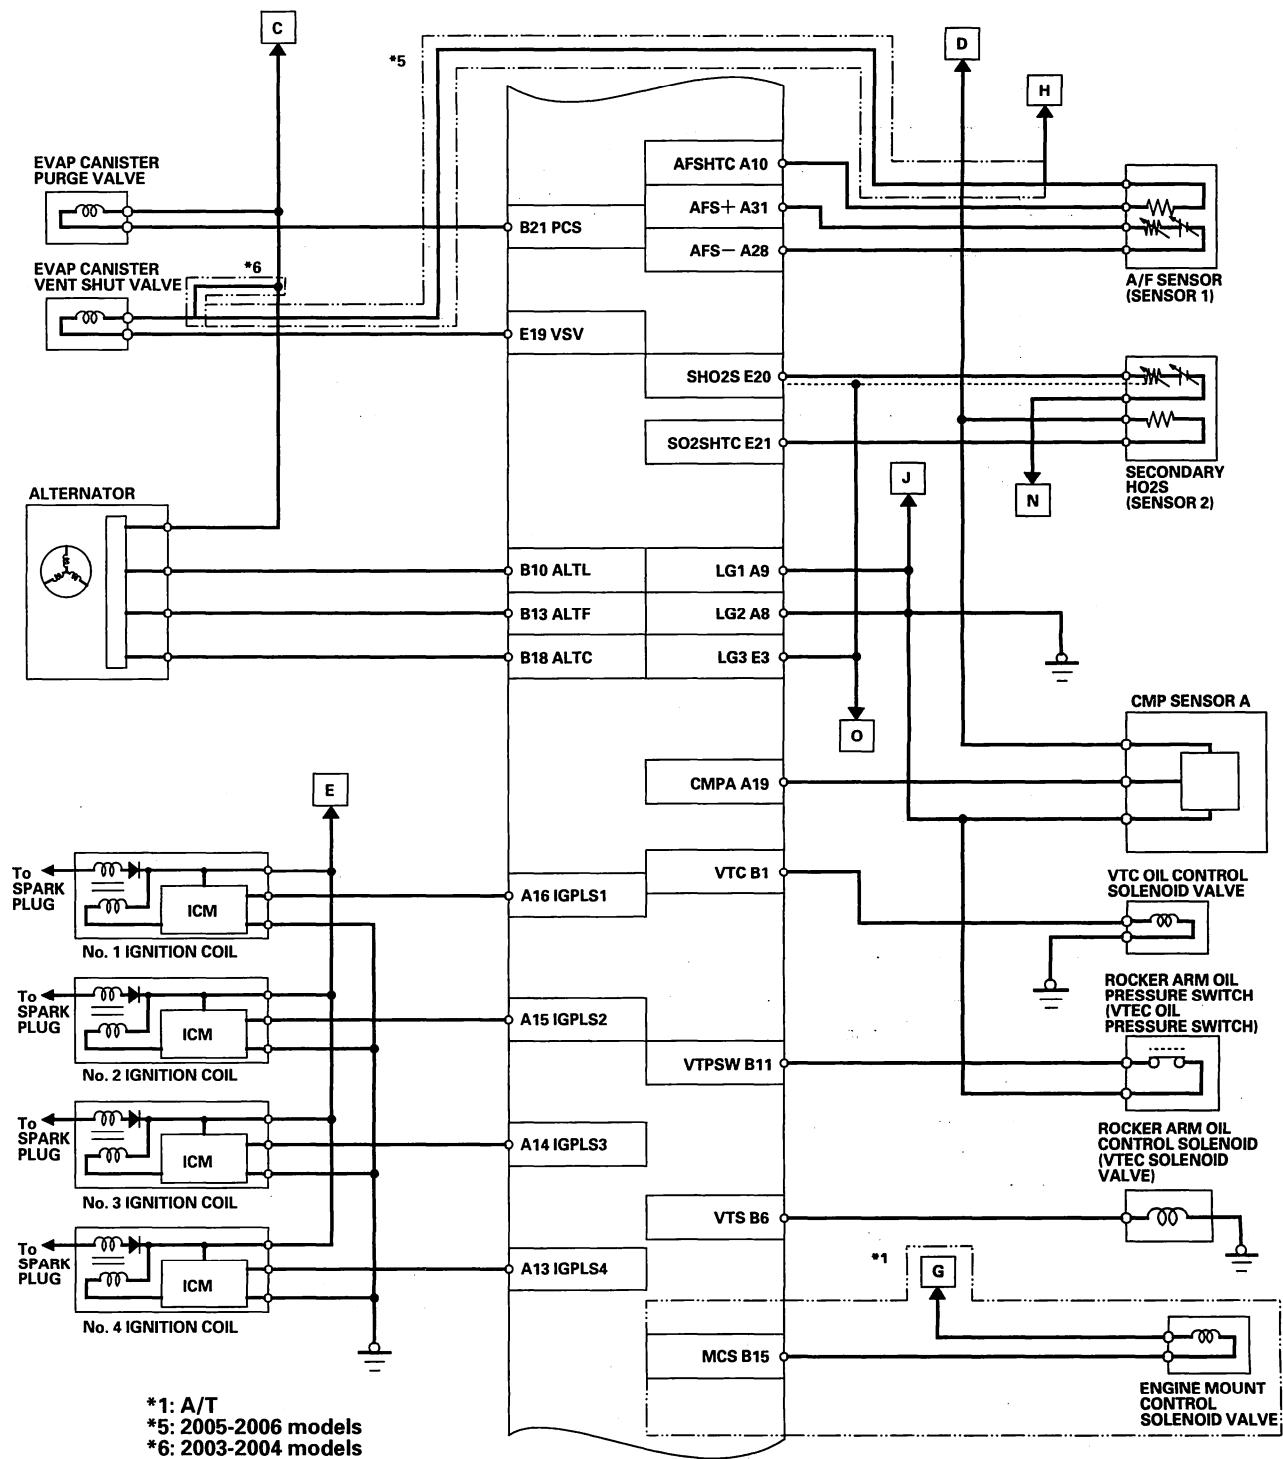 C
D
*5
H
EVAP CANISTER
PURGE VALVE
AFSHTC A10
AFS+ A31
B21 PCS
AFS− A28
EVAP CANISTER
VENT SHUT VALVE
*6
A/F SENSOR
(SENSOR 1)
E19 VSV
SHO2S E20
SO2SHTC E21
SECONDARY
HO2S
(SENSOR 2)
J
N
ALTERNATOR
B10 ALTL
LG1 A9
B13 ALTF
LG2 A8
B18 ALTC
LG3 E3
CMP SENSOR A
O
E
CMPA A19
To
SPARK
PLUG
ICM
No. 1 IGNITION COIL
A16 IGPLS1
VTC B1
VTC OIL CONTROL
SOLENOID VALVE
To
SPARK
PLUG
ICM
No. 2 IGNITION COIL
A15 IGPLS2
ROCKER ARM OIL
PRESSURE SWITCH
(VTEC OIL
PRESSURE SWITCH)
VTPSW B11
To
SPARK
PLUG
ICM
No. 3 IGNITION COIL
A14 IGPLS3
ROCKER ARM OIL
CONTROL SOLENOID
(VTEC SOLENOID
VALVE)
VTS B6
To
SPARK
PLUG
ICM
No. 4 IGNITION COIL
A13 IGPLS4
*1
G
MCS B15
ENGINE MOUNT
CONTROL
SOLENOID VALVE
*1: A/T
*5: 2005-2006 models
*6: 2003-2004 models